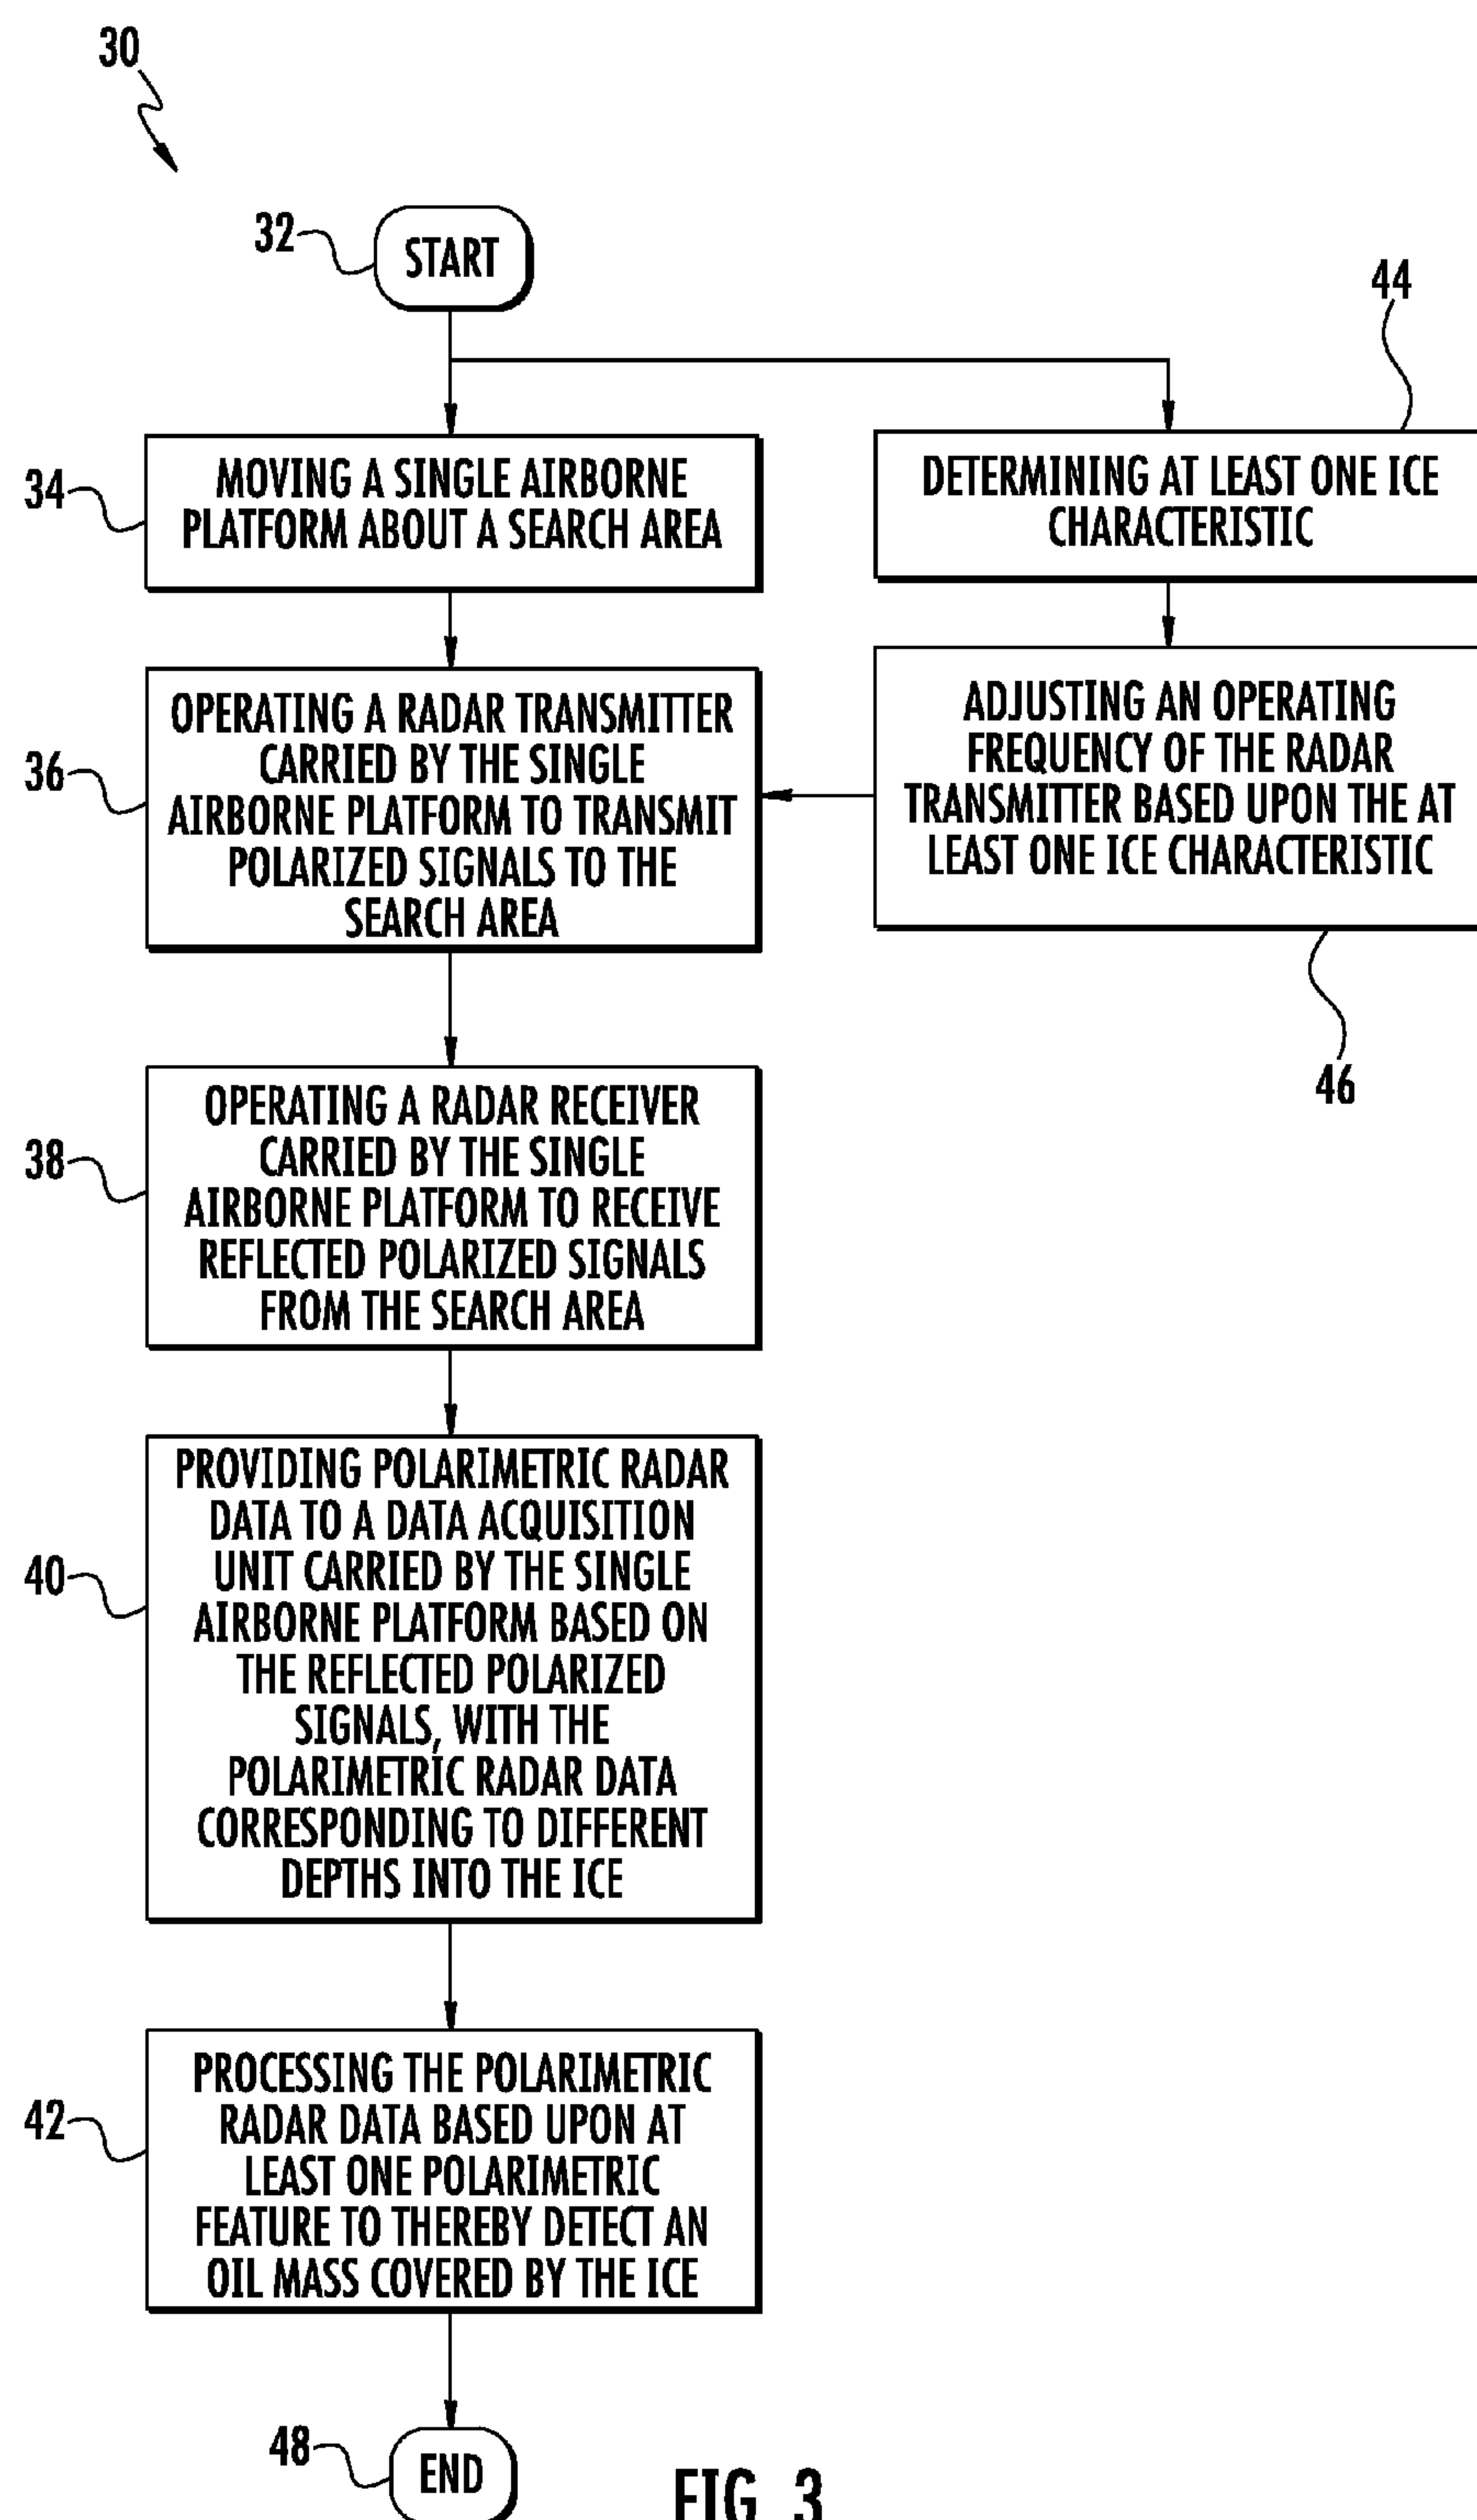 30
32
START
44
34
MOVING A SINGLE AIRBORNE
PLATFORM ABOUT A SEARCH AREA
DETERMINING AT LEAST ONE ICE
CHARACTERISTIC
36
OPERATING A RADAR TRANSMITTER
CARRIED BY THE SINGLE
AIRBORNE PLATFORM TO TRANSMIT
POLARIZED SIGNALS TO THE
SEARCH AREA
ADJUSTING AN OPERATING
FREQUENCY OF THE RADAR
TRANSMITTER BASED UPON THE AT
LEAST ONE ICE CHARACTERISTIC
46
38
OPERATING A RADAR RECEIVER
CARRIED BY THE SINGLE
AIRBORNE PLATFORM TO RECEIVE
REFLECTED POLARIZED SIGNALS
FROM THE SEARCH AREA
40
PROVIDING POLARIMETRIC RADAR
DATA TO A DATA ACQUISITION
UNIT CARRIED BY THE SINGLE
AIRBORNE PLATFORM BASED ON
THE REFLECTED POLARIZED
SIGNALS, WITH THE
POLARIMETRIC RADAR DATA
CORRESPONDING TO DIFFERENT
DEPTHS INTO THE ICE
42
PROCESSING THE POLARIMETRIC
RADAR DATA BASED UPON AT
LEAST ONE POLARIMETRIC
FEATURE TO THEREBY DETECT AN
OIL MASS COVERED BY THE ICE
48
END
FIG. 3